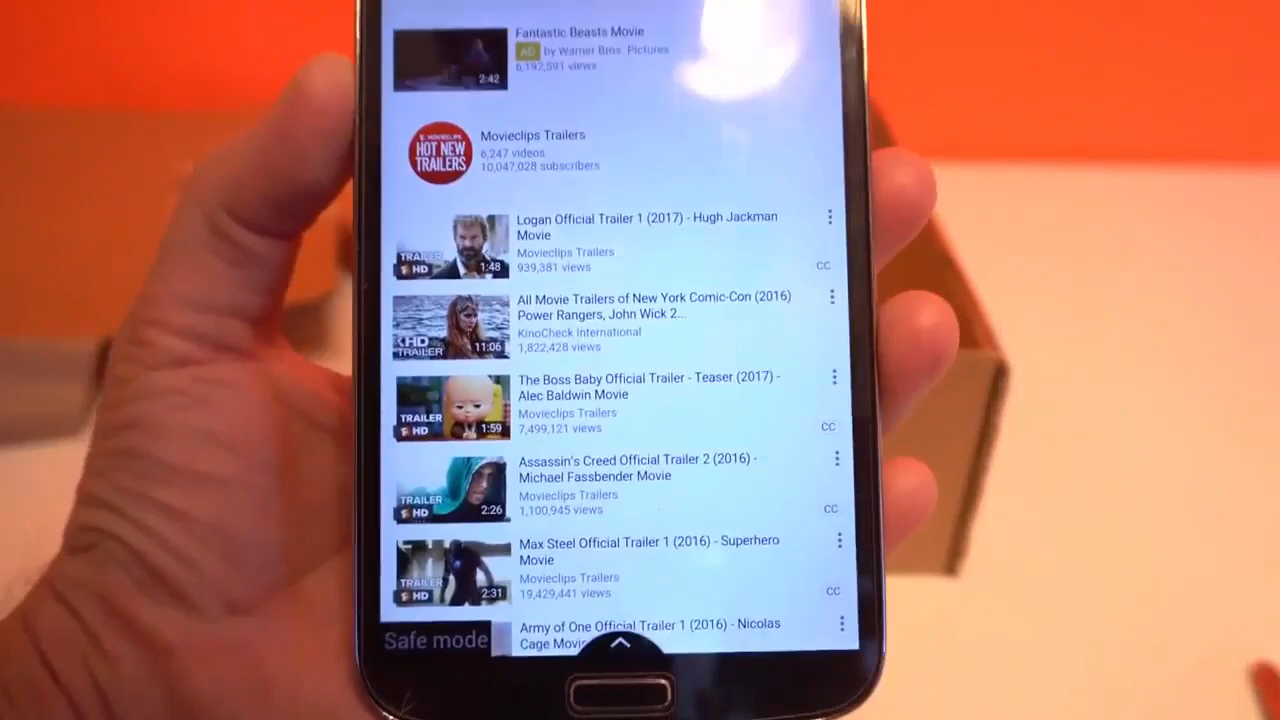 Fantastic Beasts Movie
AD by Warner Bros. Pictures
6,192,591 views
2:42
MOVIECLIPS
HOT NEW
TRAILERS
Movieclips Trailers
6,247 videos
10,047,028 subscribers
Logan Official Trailer 1 (2017) - Hugh Jackman
Movie
Movieclips Trailers
939,381 views
CC
TRAILER
HD
1:48
All Movie Trailers of New York Comic-Con (2016)
Power Rangers, John Wick 2...
KinoCheck International
1,822,428 views
HD
TRAILER
11:06
The Boss Baby Official Trailer - Teaser (2017) -
Alec Baldwin Movie
Movieclips Trailers
7,499,121 views
CC
TRAILER
HD
1:59
Assassin's Creed Official Trailer 2 (2016) -
Michael Fassbender Movie
Movieclips Trailers
1,100,945 views
CC
TRAILER
HD
2:26
Max Steel Official Trailer 1 (2016) - Superhero
Movie
Movieclips Trailers
19,429,441 views
CC
TRAILER
HD
2:31
Army of One Official Trailer 1 (2016) - Nicolas
Cage Movie
Safe mode